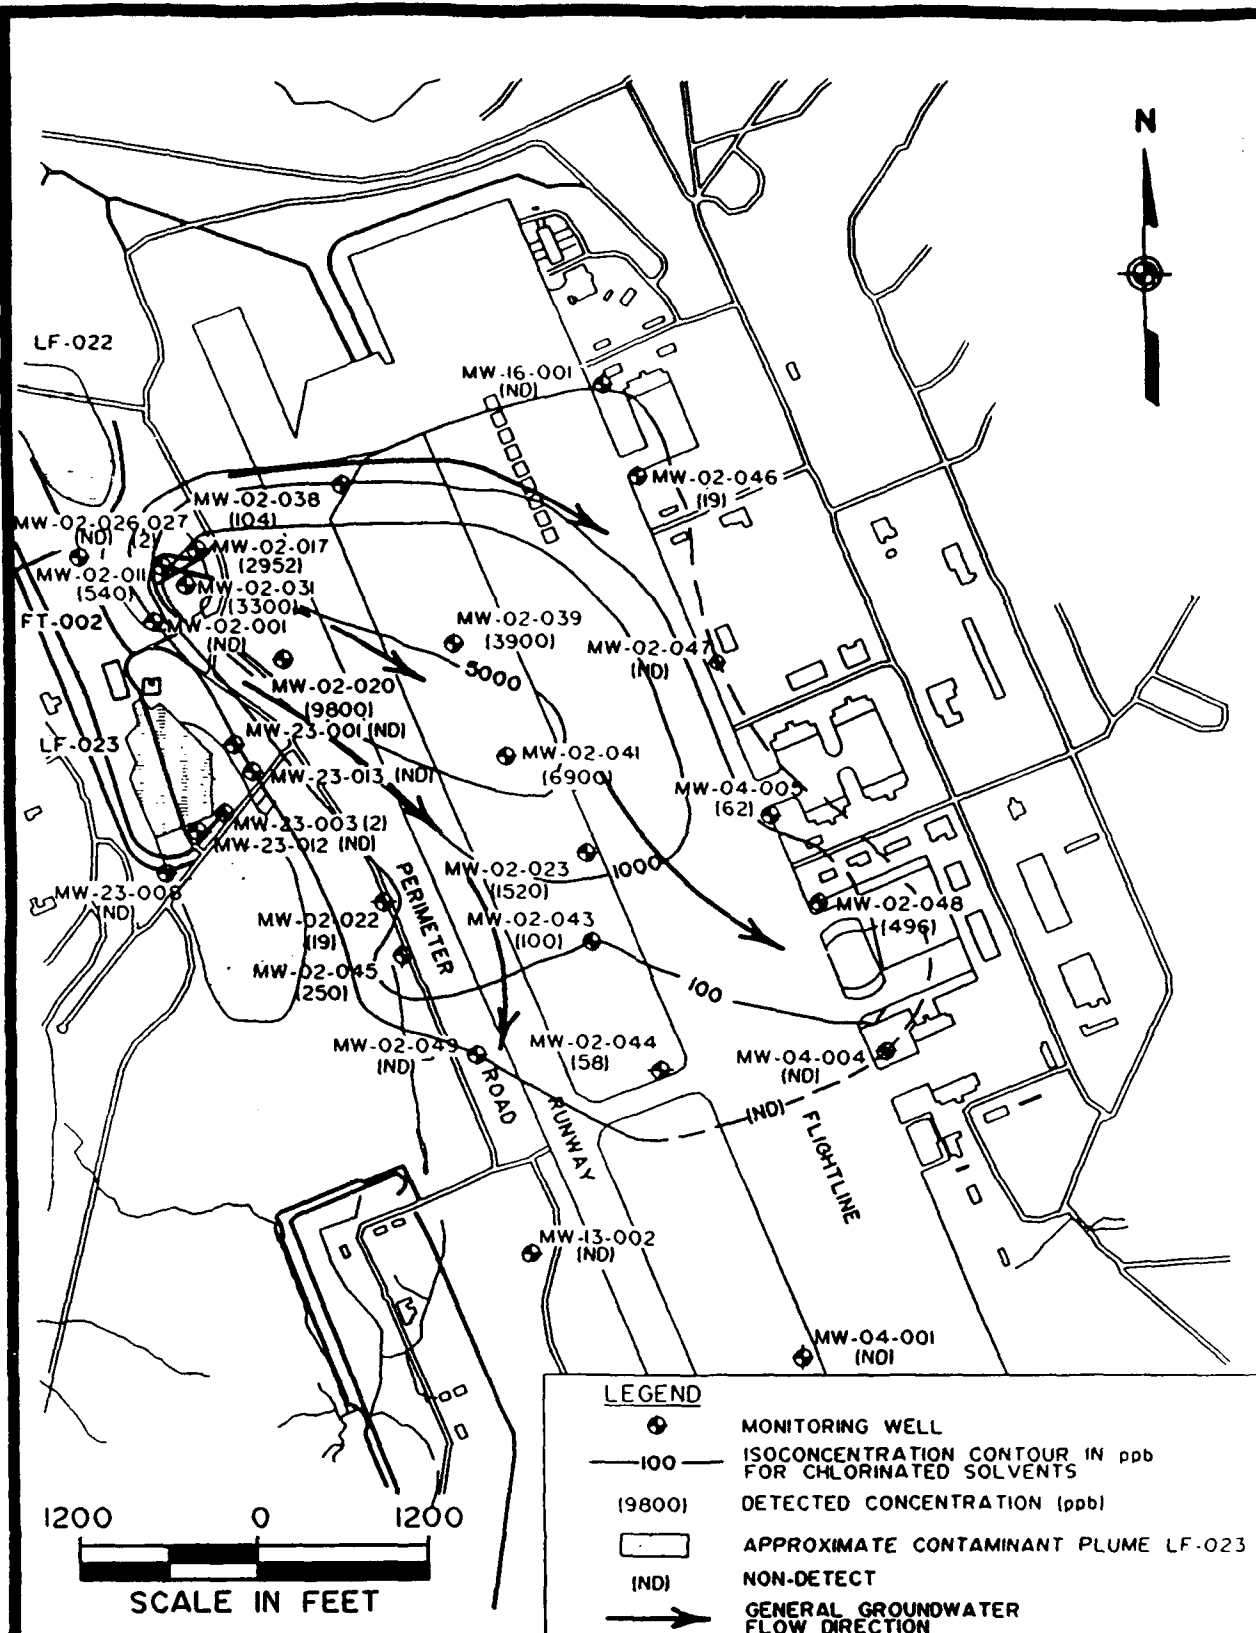 N
LF-022
MW-16-001
(ND)
MW-02-046
(19)
MW-02-038
(104)
MW-02-026,027
(ND) (2)
MW-02-017
(2952)
MW-02-011
(540)
MW-02-031
(3300)
FT-002
MW-02-001
(ND)
MW-02-039
(3900)
MW-02-047
(ND)
5000
MW-02-020
(9800)
MW-23-001 (ND)
LF-023
MW-02-041
(6900)
MW-23-013 (ND)
MW-04-005
(62)
MW-23-003 (2)
MW-23-012 (ND)
MW-02-023
(1520)
1000
MW-23-008
(ND)
PERIMETER
MW-02-022
(19)
MW-02-043
(100)
MW-02-048
(496)
MW-02-045
(250)
100
MW-02-049
(ND)
MW-02-044
(58)
MW-04-004
(ND)
ROAD
RUNWAY
(ND)
FLIGHTLINE
MW-13-002
(ND)
MW-04-001
(ND)
LEGEND
MONITORING WELL
100 ISOCONCENTRATION CONTOUR IN ppb
FOR CHLORINATED SOLVENTS
(9800) DETECTED CONCENTRATION (ppb)
APPROXIMATE CONTAMINANT PLUME LF-023
(ND) NON-DETECT
GENERAL GROUNDWATER
FLOW DIRECTION
1200 0 1200
SCALE IN FEET